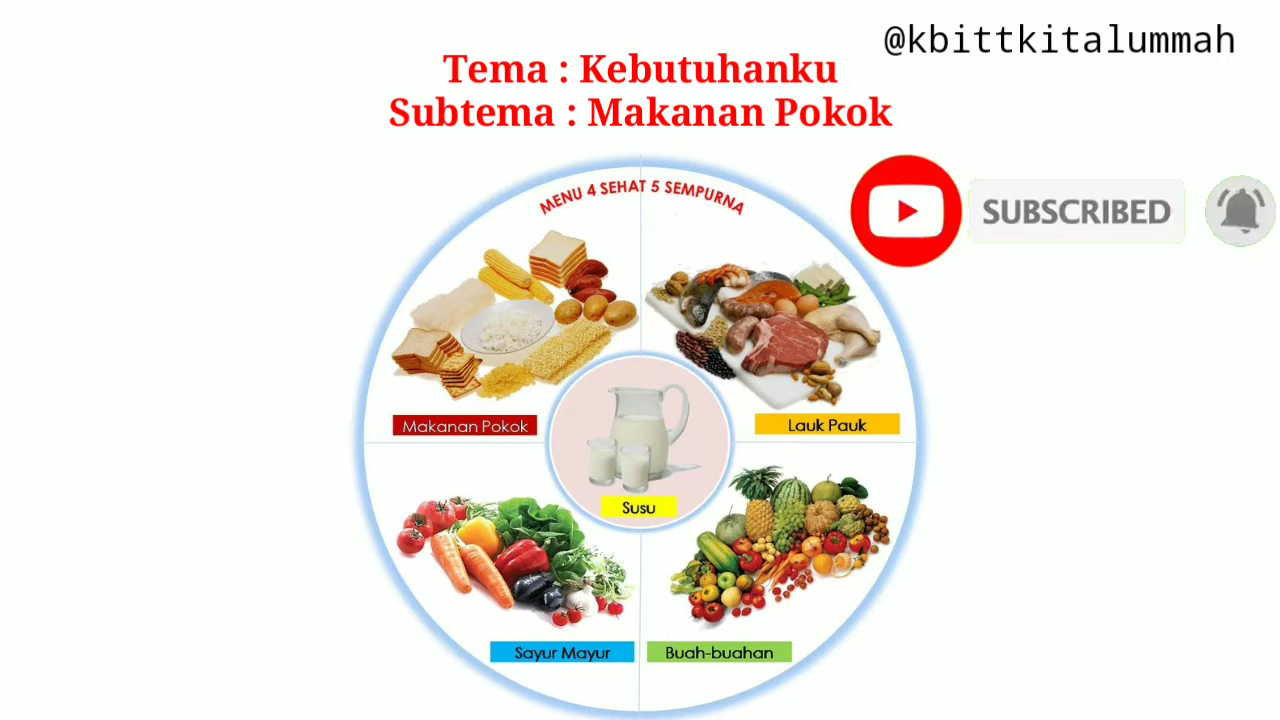 @kbittkitalummah
Tema : Kebutuhanku
Subtema : Makanan Pokok
MENU 4 SEHAT 5 SEMPURNA
SUBSCRIBED
Makanan Pokok
Lauk Pauk
Susu
Sayur Mayur
Buah-buahan